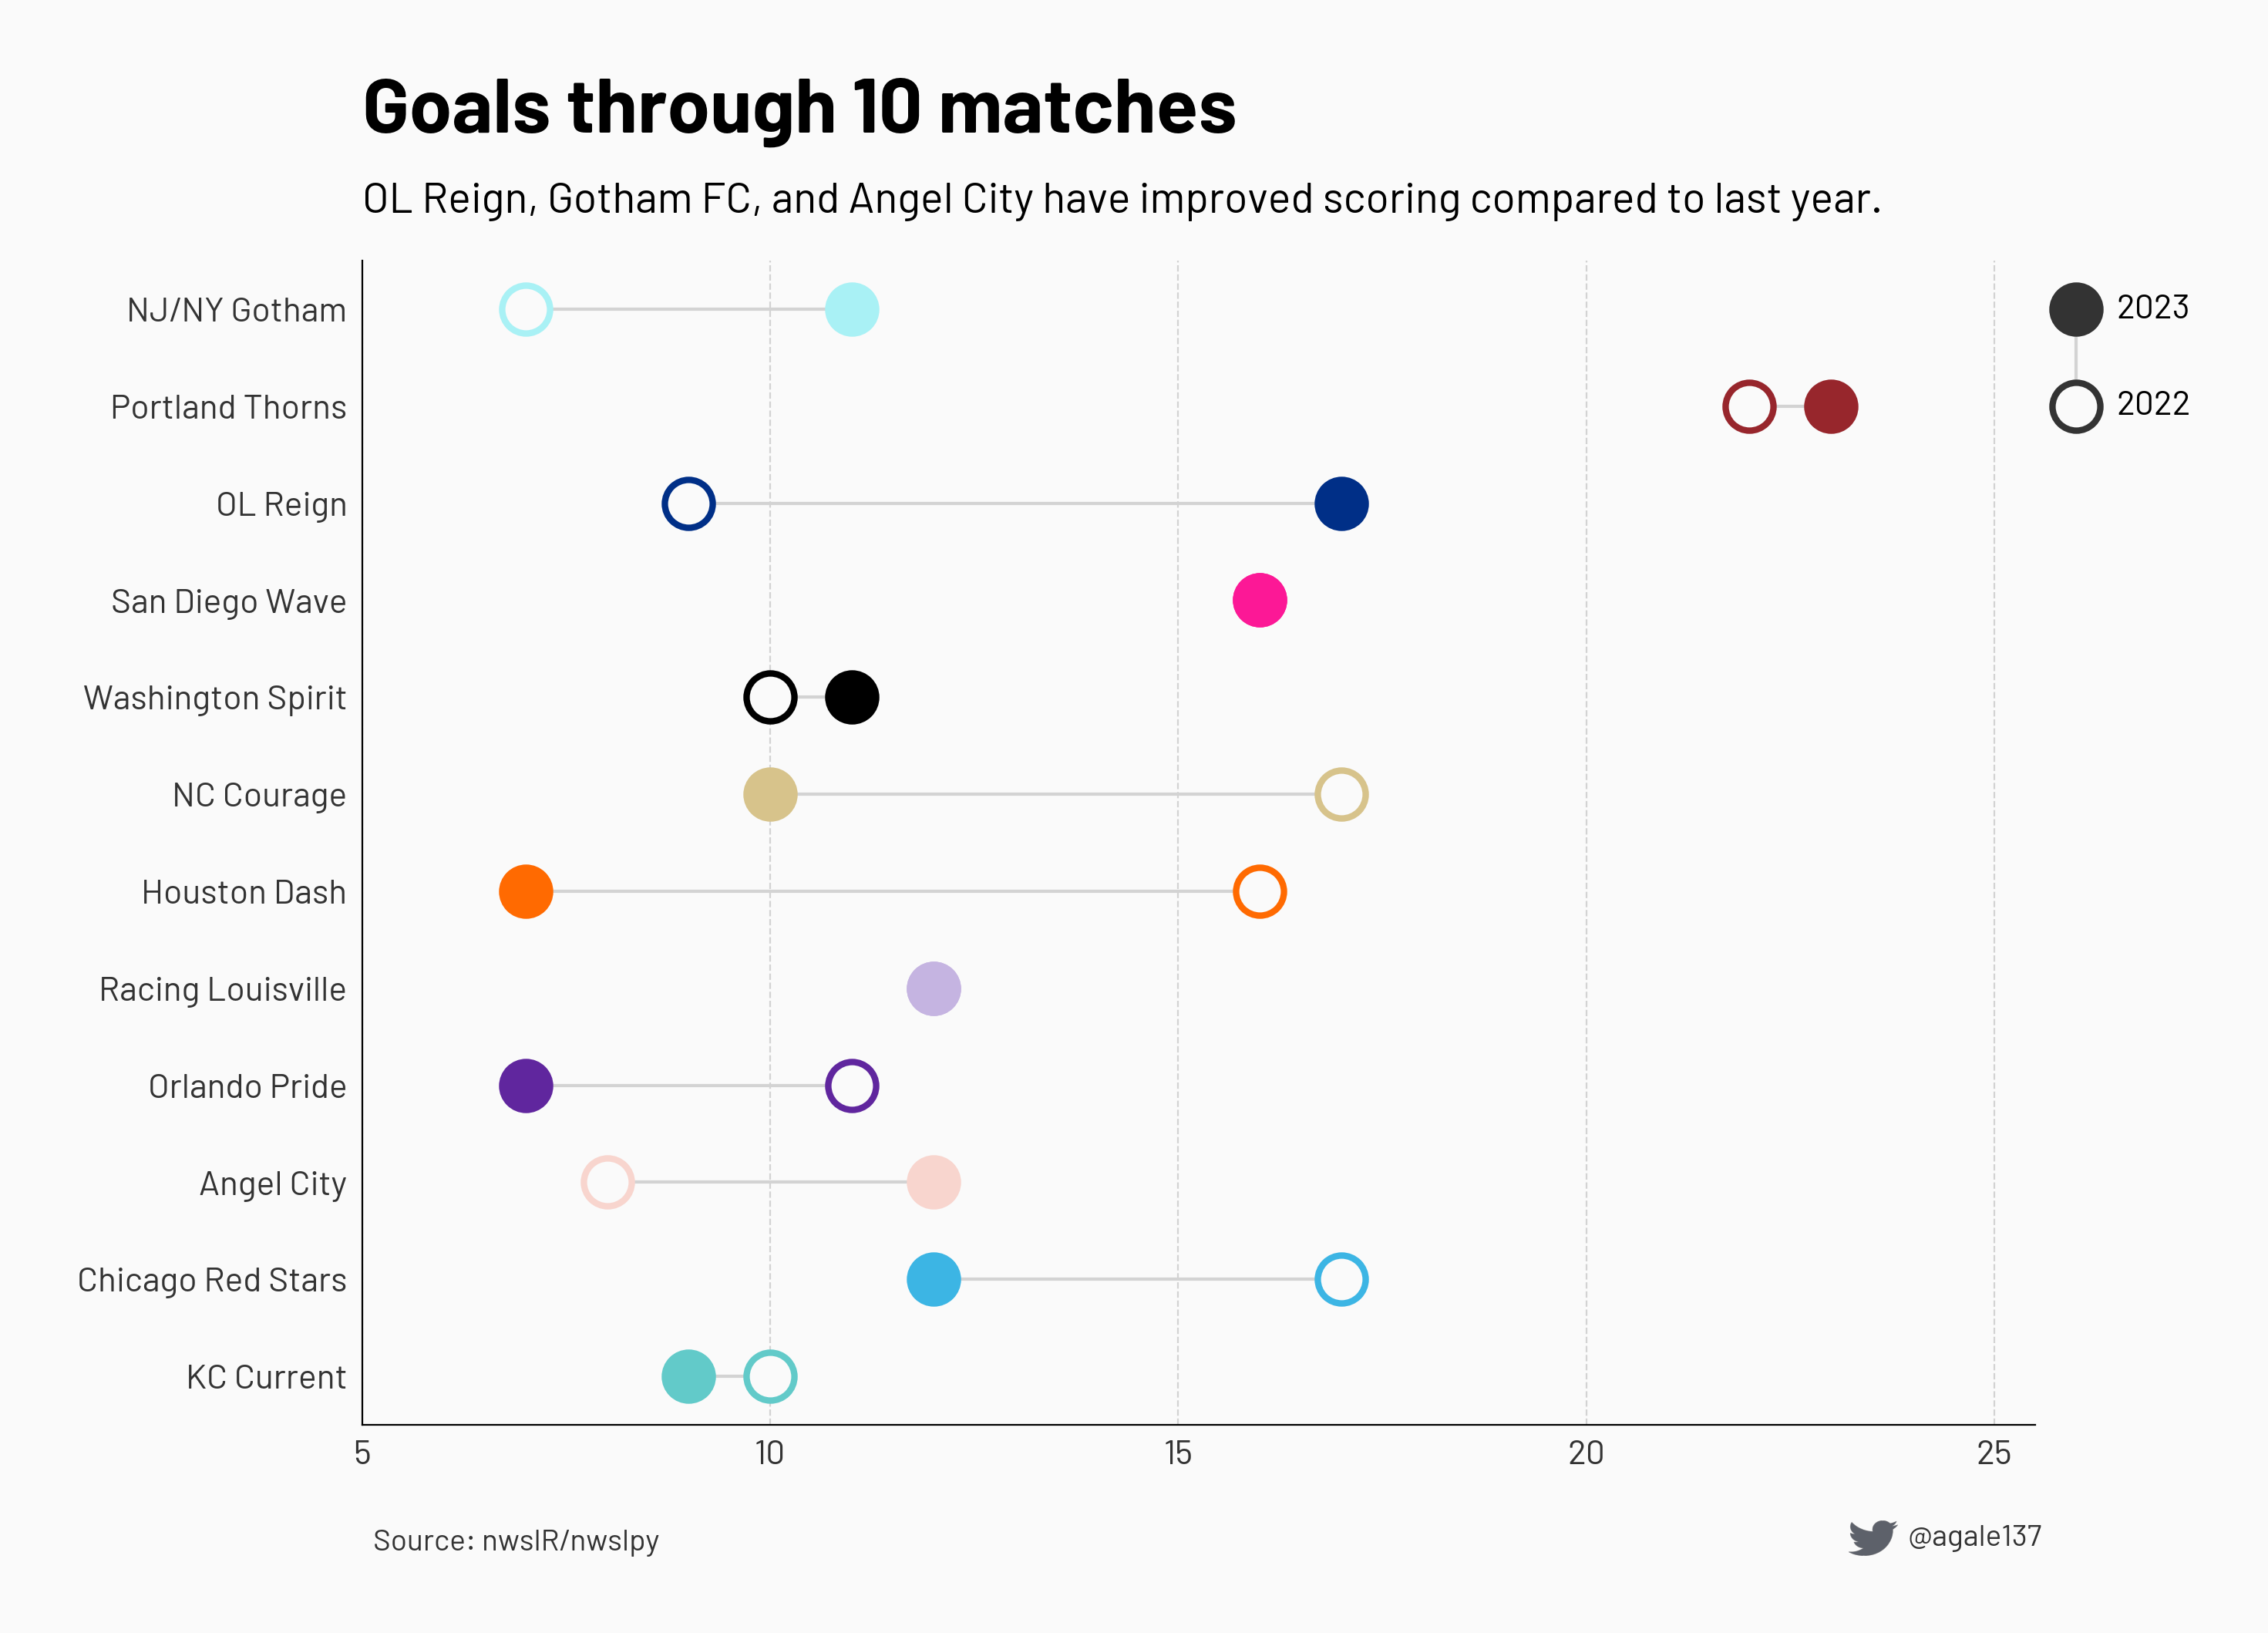 Goals through 10 matches
OL Reign, Gotham FC, and Angel City have improved scoring compared to last year.
NJ/NY Gotham
2023
Portland Thorns
2022
OL Reign
San Diego Wave
Washington Spirit
NC Courage
Houston Dash
Racing Louisville
Orlando Pride
Angel City
Chicago Red Stars
KC Current
5 10 15 20 25
Source: nwslR/nwslpy
@agale137